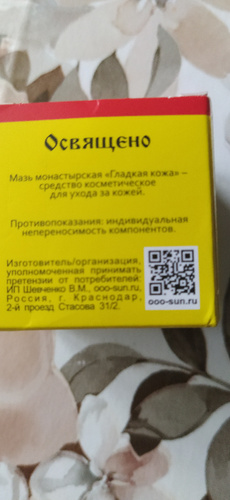 Освящено
Мазь монастырская «Гладкая кожа» –
средство косметическое
для ухода за кожей.
Противопоказания: индивидуальная
непереносимость компонентов.
Изготовитель/организация,
уполномоченная принимать
претензии от потребителей:
ИП Шевченко В.М., ooo-sun.ru,
Россия, г. Краснодар,
2-й проезд Стасова 31/2.
ooo-sun.ru